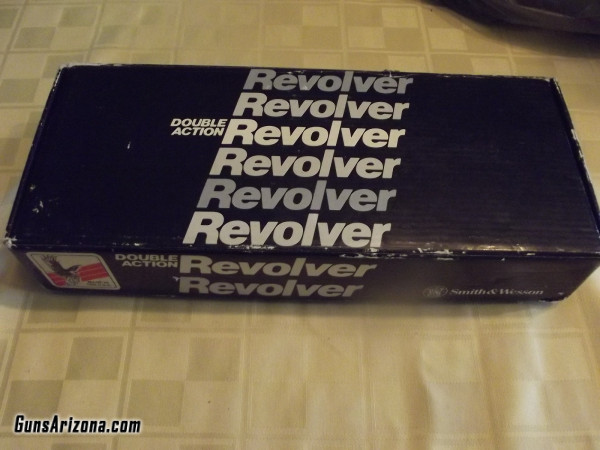 Revolver
Revolver
DOUBLE
ACTION Revolver
Revolver
Revolver
Revolver
DOUBLE
ACTION Revolver
Revolver
Smith & Wesson
GunsArizona.com